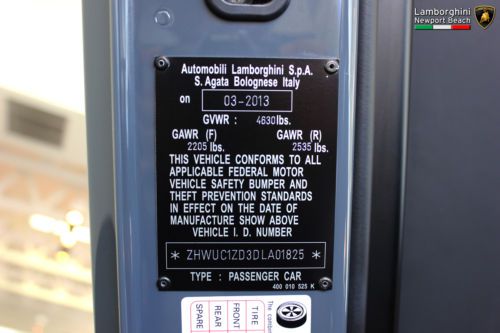 Lamborghini
Newport Beach
Automobili Lamborghini S.p.A.
S. Agata Bolognese Italy
on 03-2013
GVWR : 4630lbs.
GAWR (F) GAWR (R)
2205 lbs. 2535 lbs.
THIS VEHICLE CONFORMS TO ALL
APPLICABLE FEDERAL MOTOR
VEHICLE SAFETY BUMPER AND
THEFT PREVENTION STANDARDS
IN EFFECT ON THE DATE OF
MANUFACTURE SHOW ABOVE
VEHICLE I. D. NUMBER
* ZHWUC1ZD3DLA01825 *
TYPE : PASSENGER CAR
400 010 525 K
TIRE
FRONT
REAR
SPARE
The combin